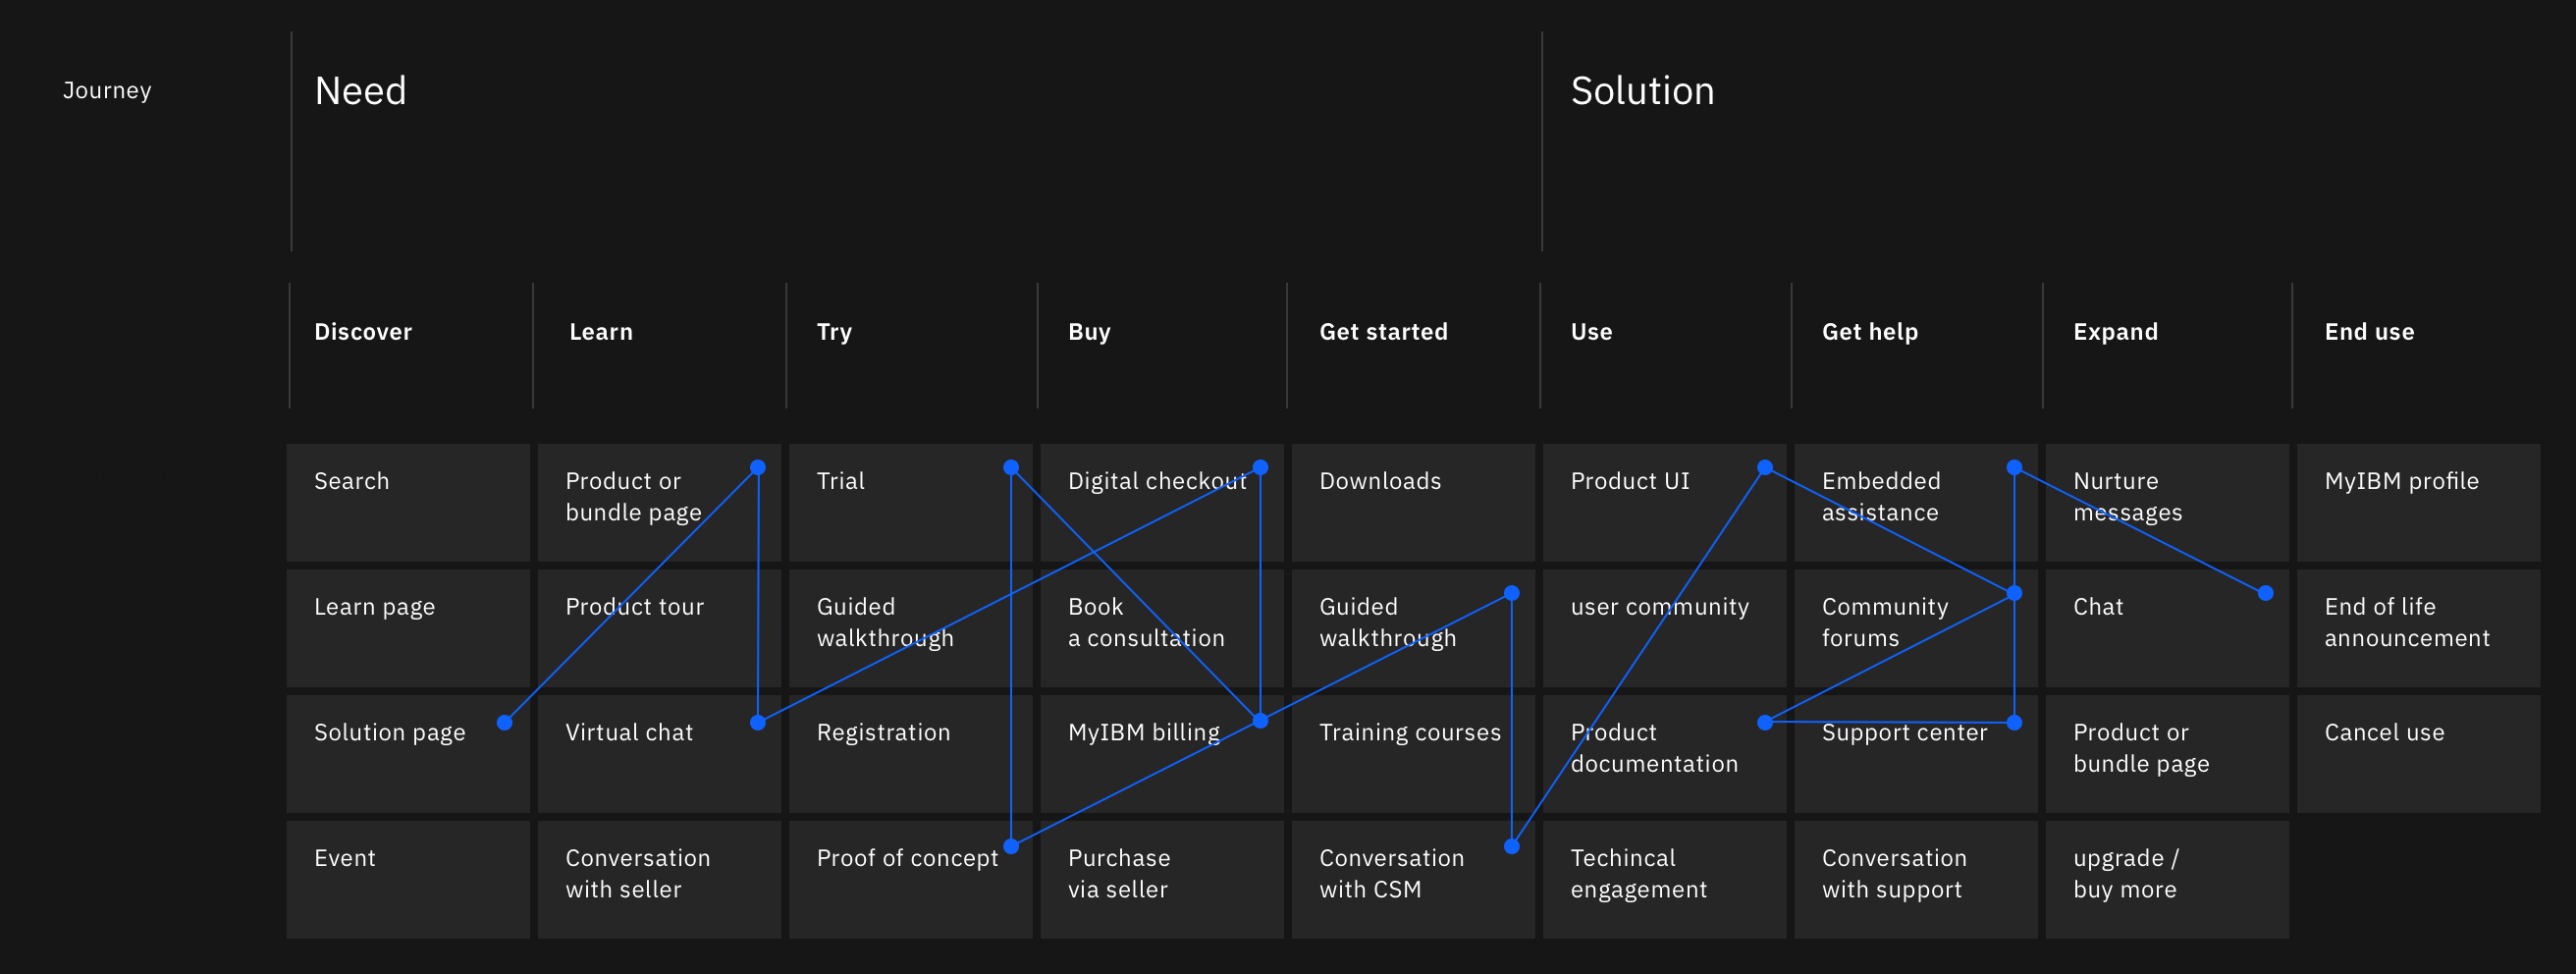 Journey
Need
Solution
Discover
Learn
Try
Buy
Get started
Use
Get help
Expand
End use
Search
Product or
bundle page
Trial
Digital checkout
Downloads
Product UI
Embedded
assistance
Nurture
messages
MyIBM profile
Learn page
Product tour
Guided
walkthrough
Book
a consultation
Guided
walkthrough
user community
Community
forums
Chat
End of life
announcement
Solution page
Virtual chat
Registration
MyIBM billing
Training courses
Product
documentation
Support center
Product or
bundle page
Cancel use
Event
Conversation
with seller
Proof of concept
Purchase
via seller
Conversation
with CSM
Techincal
engagement
Conversation
with support
upgrade /
buy more